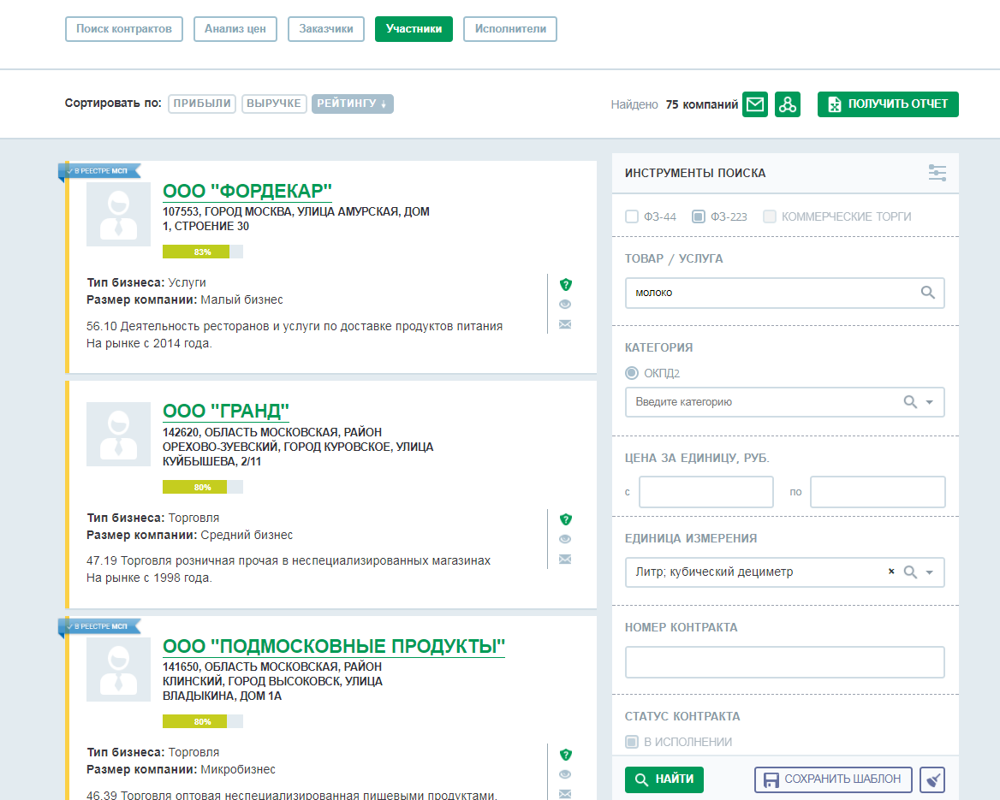 Поиск контрактов
Анализ цен
Заказчики
Участники
Исполнители
Сортировать по:
ПРИБЫЛИ
ВЫРУЧКЕ
РЕЙТИНГУ
Найдено 75 компаний
ПОЛУЧИТЬ ОТЧЕТ
В РЕЕСТРЕ МСП
ООО "ФОРДЕКАР"
107553, ГОРОД МОСКВА, УЛИЦА АМУРСКАЯ, ДОМ
1, СТРОЕНИЕ 30
83%
Тип бизнеса: Услуги
Размер компании: Малый бизнес
56.10 Деятельность ресторанов и услуги по доставке продуктов питания
На рынке с 2014 года.
ООО "ГРАНД"
142620, ОБЛАСТЬ МОСКОВСКАЯ, РАЙОН
ОРЕХОВО-ЗУЕВСКИЙ, ГОРОД КУРОВСКОЕ, УЛИЦА
КУЙБЫШЕВА, 2/11
80%
Тип бизнеса: Торговля
Размер компании: Средний бизнес
47.19 Торговля розничная прочая в неспециализированных магазинах
На рынке с 1998 года.
В РЕЕСТРЕ МСП
ООО "ПОДМОСКОВНЫЕ ПРОДУКТЫ"
141650, ОБЛАСТЬ МОСКОВСКАЯ, РАЙОН
КЛИНСКИЙ, ГОРОД ВЫСОКОВСК, УЛИЦА
ВЛАДЫКИНА, ДОМ 1А
80%
Тип бизнеса: Торговля
Размер компании: Микробизнес
46.39 Торговля оптовая неспециализированная пищевыми продуктами,
ИНСТРУМЕНТЫ ПОИСКА
ФЗ-44
ФЗ-223
КОММЕРЧЕСКИЕ ТОРГИ
ТОВАР / УСЛУГА
молоко
КАТЕГОРИЯ
ОКПД2
Введите категорию
ЦЕНА ЗА ЕДИНИЦУ, РУБ.
с
по
ЕДИНИЦА ИЗМЕРЕНИЯ
Литр; кубический дециметр
НОМЕР КОНТРАКТА
СТАТУС КОНТРАКТА
В ИСПОЛНЕНИИ
НАЙТИ
СОХРАНИТЬ ШАБЛОН